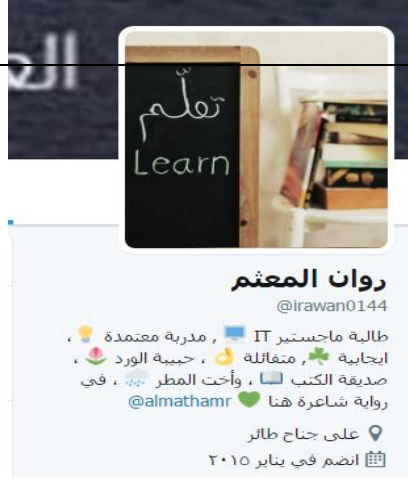 تعلّم
Learn
روان المعثم
@irawan0144
طالبة ماجستير IT 💻 , مدربة معتمدة 💡 ،
ايجابية ☘️ , متفائلة 👌 ، حبيبة الورد 🌷 ،
صديقة الكتب 📖 ، وأخت المطر 🌧️ ، في
رواية شاعرة هنا 💚 @almathamr
على جناح طائر
انضم في يناير ٢٠١٥